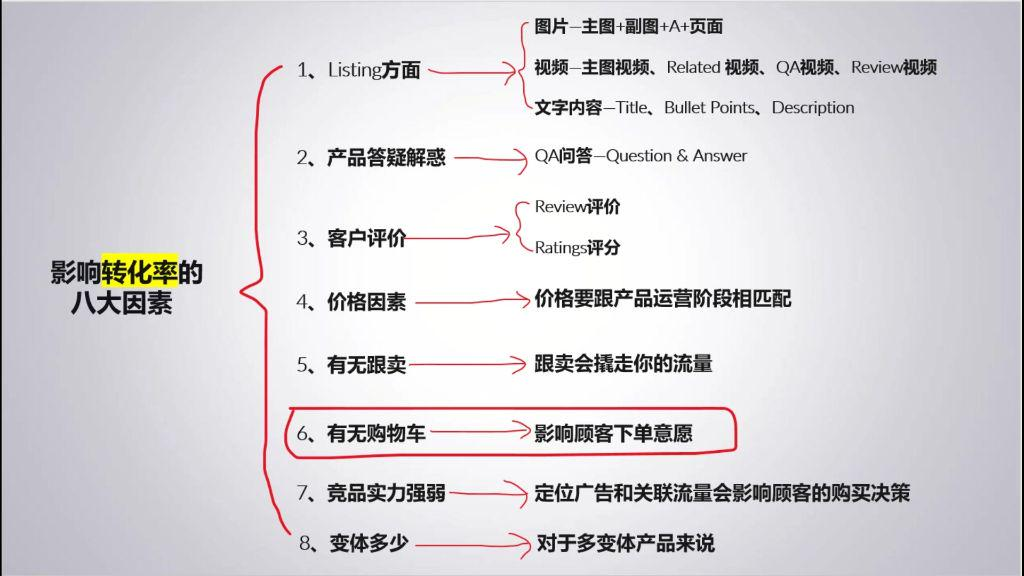 影响转化率的
八大因素
1、Listing方面
图片—主图+副图+A+页面
视频—主图视频、Related 视频、QA视频、Review视频
文字内容—Title、Bullet Points、Description
2、产品答疑解惑
QA问答—Question & Answer
3、客户评价
Review评价
Ratings评分
4、价格因素
价格要跟产品运营阶段相匹配
5、有无跟卖
跟卖会撬走你的流量
6、有无购物车
影响顾客下单意愿
7、竞品实力强弱
定位广告和关联流量会影响顾客的购买决策
8、变体多少
对于多变体产品来说